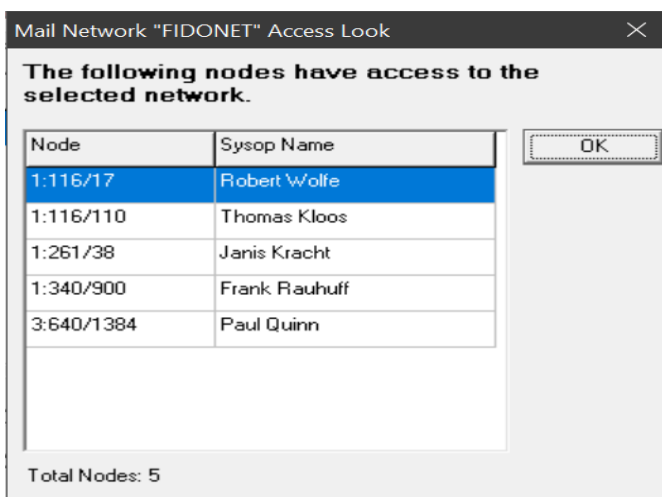 Mail Network "FIDONET" Access Look
The following nodes have access to the
selected network.
Node Sysop Name
OK
1:116/17 Robert Wolfe
1:116/110 Thomas Kloos
1:261/38 Janis Kracht
1:340/900 Frank Rauhuff
3:640/1384 Paul Quinn
Total Nodes: 5